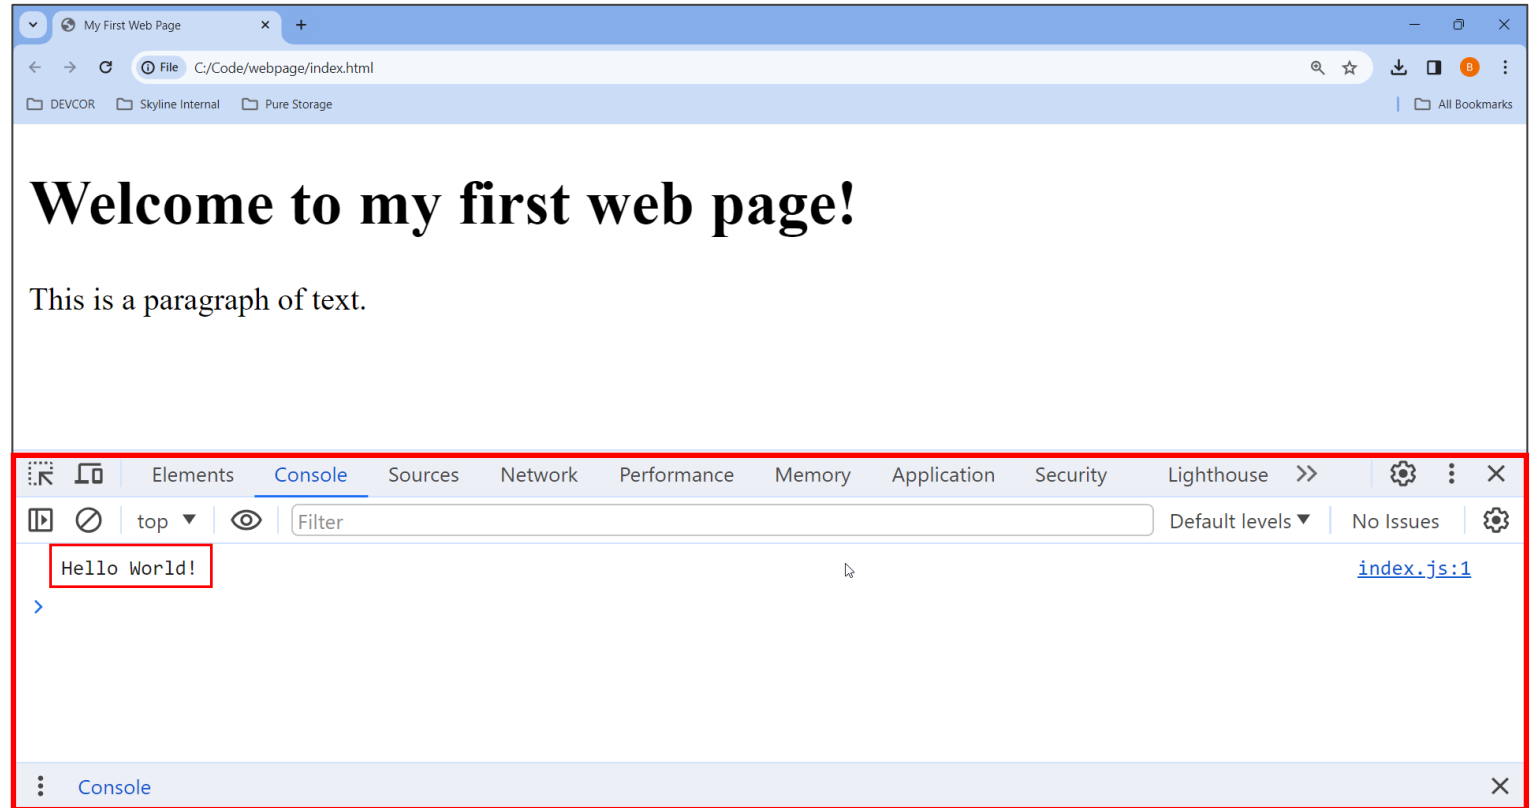 My First Web Page
File C:/Code/webpage/index.html
B
DEVCOR Skyline Internal Pure Storage All Bookmarks
Welcome to my first web page!
This is a paragraph of text.
Elements Console Sources Network Performance Memory Application Security Lighthouse
top Filter Default levels No Issues
Hello World! index.js:1
Console